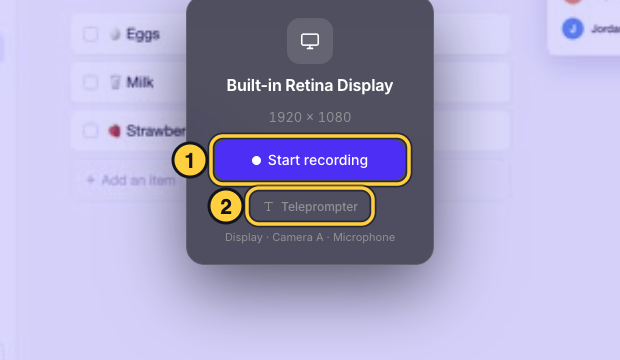 Eggs
Jordan
Built-in Retina Display
Milk
1920 × 1080
Strawber
1
Start recording
+ Add an item
2
T Teleprompter
Display · Camera A · Microphone